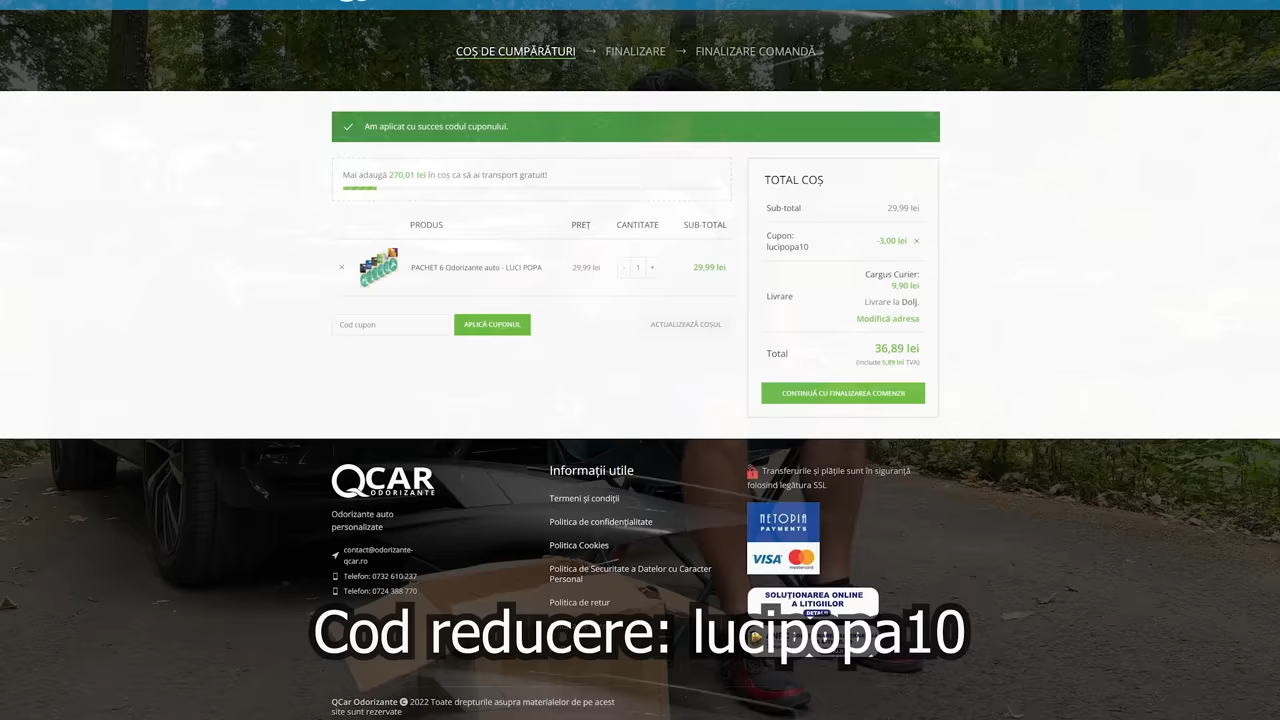 COȘ DE CUMPĂRĂTURI → FINALIZARE → FINALIZARE COMANDĂ
Am aplicat cu succes codul cuponului.
Mai adaugă 270,01 lei în coș ca să ai transport gratuit!
PRODUS PREȚ CANTITATE SUB-TOTAL
× PACHET 6 Odorizante auto - LUCI POPA 29,99 lei - 1 + 29,99 lei
Cod cupon APLICĂ CUPONUL ACTUALIZEAZĂ COȘUL
TOTAL COȘ
Sub-total 29,99 lei
Cupon: lucipopa10 -3,00 lei ×
Livrare
Cargus Curier:
9,90 lei
Livrare la Dolj.
Modifică adresa
Total 36,89 lei
(include 5,89 lei TVA)
CONTINUĂ CU FINALIZAREA COMENZII
QCAR
ODORIZANTE
Odorizante auto
personalizate
contact@odorizante-
qcar.ro
Telefon: 0732 610 237
Telefon: 0724 388 770
Informații utile
Termeni și condiții
Politica de confidențialitate
Politica Cookies
Politica de Securitate a Datelor cu Caracter
Personal
Politica de retur
Transferurile și plățile sunt în siguranță
folosind legătura SSL
NETOPIA
PAYMENTS
VISA mastercard
SOLUȚIONAREA ONLINE
A LITIGIILOR
DETALII
Cod reducere: lucipopa10
QCar Odorizante © 2022 Toate drepturile asupra materialelor de pe acest
site sunt rezervate